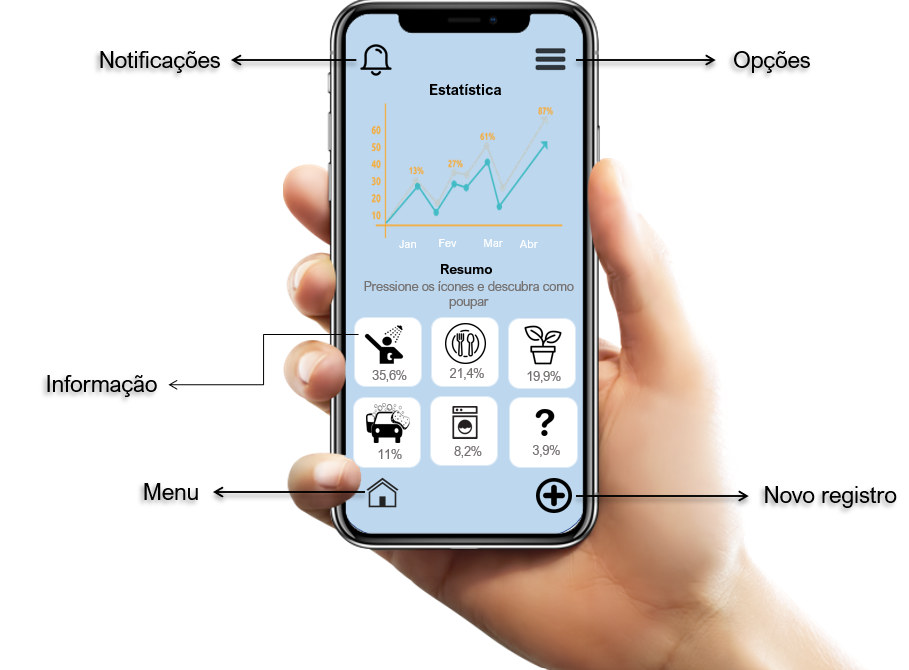 Notificações
Opções
Estatística
60
50
40
30
20
10
13%
27%
61%
87%
Jan Fev Mar Abr
Resumo
Pressione os ícones e descubra como
poupar
35,6% 21,4% 19,9%
Informação
11% 8,2% 3,9%
?
Menu
Novo registro